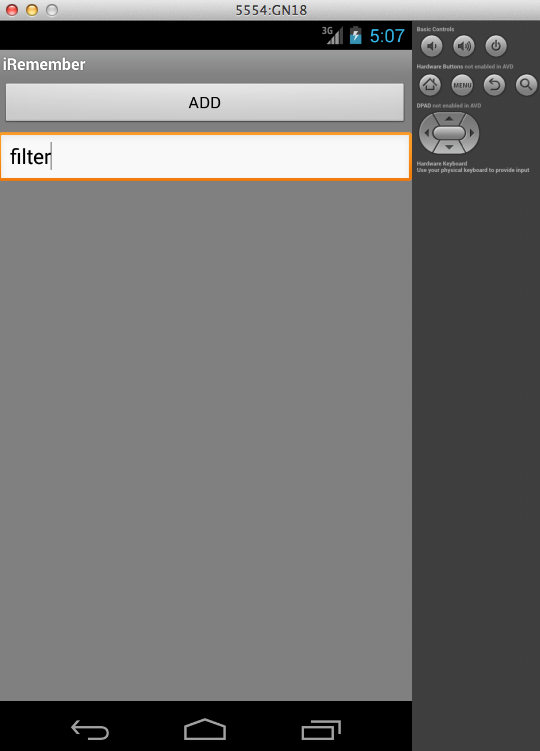 5554:GN18
3G
5:07
iRemember
ADD
filter
Basic Controls
Hardware Buttons not enabled in AVD
MENU
DPAD not enabled in AVD
Hardware Keyboard
Use your physical keyboard to provide input